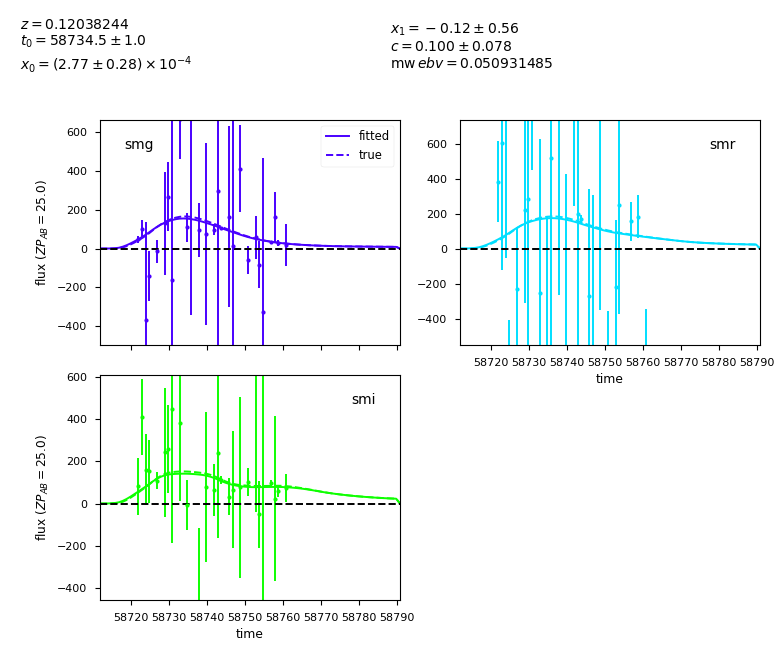 z = 0.12038244
t₀ = 58734.5 ± 1.0
x₀ = (2.77 ± 0.28) × 10⁻⁴
x₁ = −0.12 ± 0.56
c = 0.100 ± 0.078
mw ebv = 0.050931485
smg
fitted
true
600
400
200
0
−200
−400
flux (ZP_AB = 25.0)
smr
600
400
200
0
−200
−400
58720 58730 58740 58750 58760 58770 58780 58790
time
smi
600
400
200
0
−200
−400
flux (ZP_AB = 25.0)
58720 58730 58740 58750 58760 58770 58780 58790
time